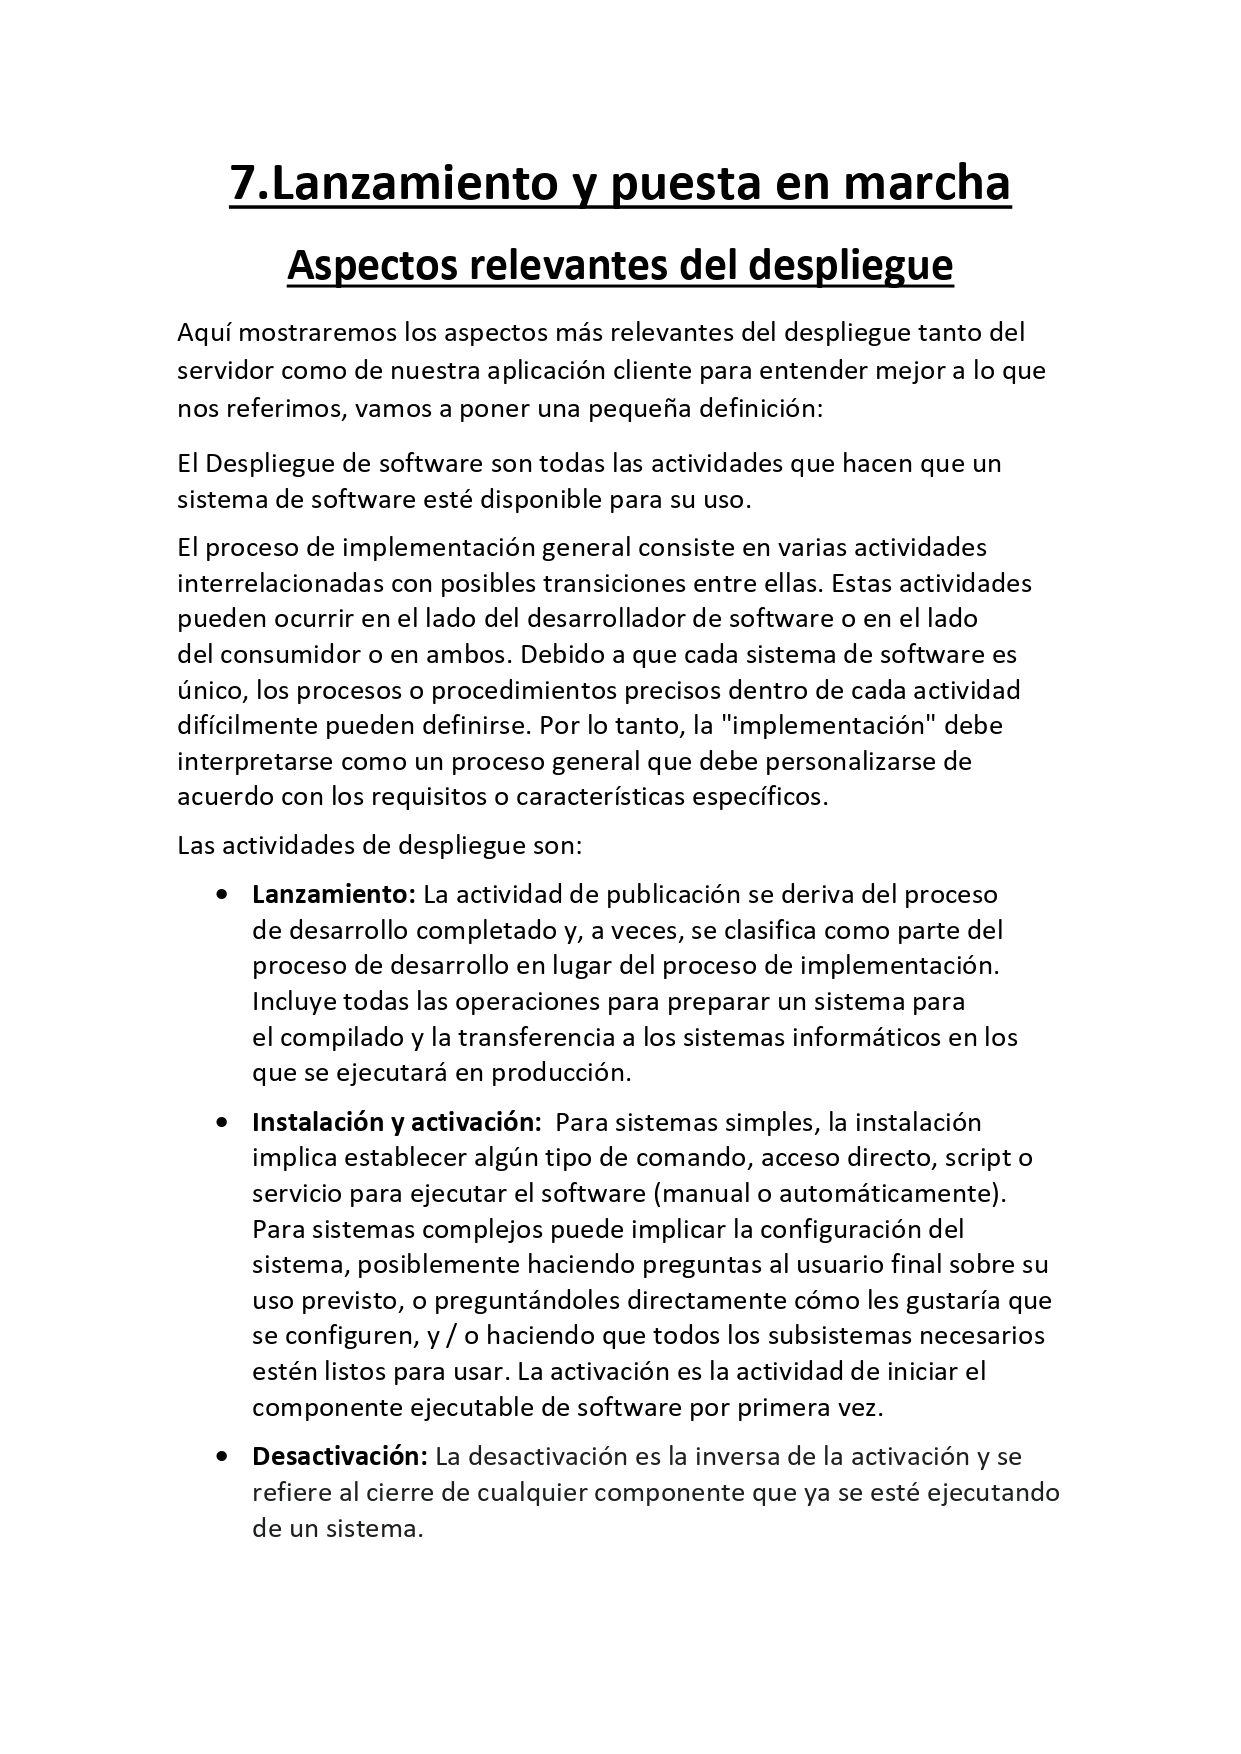 7.Lanzamiento y puesta en marcha
Aspectos relevantes del despliegue
Aquí mostraremos los aspectos más relevantes del despliegue tanto del
servidor como de nuestra aplicación cliente para entender mejor a lo que
nos referimos, vamos a poner una pequeña definición:
El Despliegue de software son todas las actividades que hacen que un
sistema de software esté disponible para su uso.
El proceso de implementación general consiste en varias actividades
interrelacionadas con posibles transiciones entre ellas. Estas actividades
pueden ocurrir en el lado del desarrollador de software o en el lado
del consumidor o en ambos. Debido a que cada sistema de software es
único, los procesos o procedimientos precisos dentro de cada actividad
difícilmente pueden definirse. Por lo tanto, la "implementación" debe
interpretarse como un proceso general que debe personalizarse de
acuerdo con los requisitos o características específicos.
Las actividades de despliegue son:
• Lanzamiento: La actividad de publicación se deriva del proceso
de desarrollo completado y, a veces, se clasifica como parte del
proceso de desarrollo en lugar del proceso de implementación.
Incluye todas las operaciones para preparar un sistema para
el compilado y la transferencia a los sistemas informáticos en los
que se ejecutará en producción.
• Instalación y activación:  Para sistemas simples, la instalación
implica establecer algún tipo de comando, acceso directo, script o
servicio para ejecutar el software (manual o automáticamente).
Para sistemas complejos puede implicar la configuración del
sistema, posiblemente haciendo preguntas al usuario final sobre su
uso previsto, o preguntándoles directamente cómo les gustaría que
se configuren, y / o haciendo que todos los subsistemas necesarios
estén listos para usar. La activación es la actividad de iniciar el
componente ejecutable de software por primera vez.
• Desactivación: La desactivación es la inversa de la activación y se
refiere al cierre de cualquier componente que ya se esté ejecutando
de un sistema.